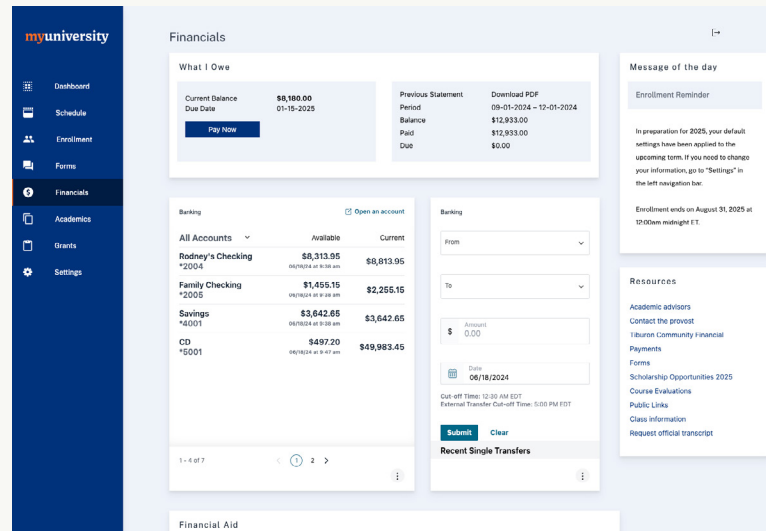 myuniversity
Dashboard
Schedule
Enrollment
Forms
Financials
Academics
Grants
Settings
Financials
What I Owe
Current Balance $8,180.00
Due Date 01-15-2025
Pay Now
Previous Statement Download PDF
Period 09-01-2024 – 12-01-2024
Balance $12,933.00
Paid $12,933.00
Due $0.00
Banking Open an account
All Accounts Available Current
Rodney's Checking $8,313.95 $8,813.95
*2004 06/18/24 at 9:38 am
Family Checking $1,455.15 $2,255.15
*2005 06/18/24 at 9:38 am
Savings $3,642.65 $3,642.65
*4001 06/18/24 at 9:38 am
CD $497.20 $49,983.45
*5001 06/18/24 at 9:47 am
1 - 4 of 7 1 2
Banking
From
To
Amount
$ 0.00
Date
06/18/2024
Cut-off Time: 12:30 AM EDT
External Transfer Cut-off Time: 5:00 PM EDT
Submit Clear
Recent Single Transfers
Message of the day
Enrollment Reminder
In preparation for 2025, your default
settings have been applied to the
upcoming term. If you need to change
your information, go to "Settings" in
the left navigation bar.
Enrollment ends on August 31, 2025 at
12:00am midnight ET.
Resources
Academic advisors
Contact the provost
Tiburon Community Financial
Payments
Forms
Scholarship Opportunities 2025
Course Evaluations
Public Links
Class information
Request official transcript
Financial Aid